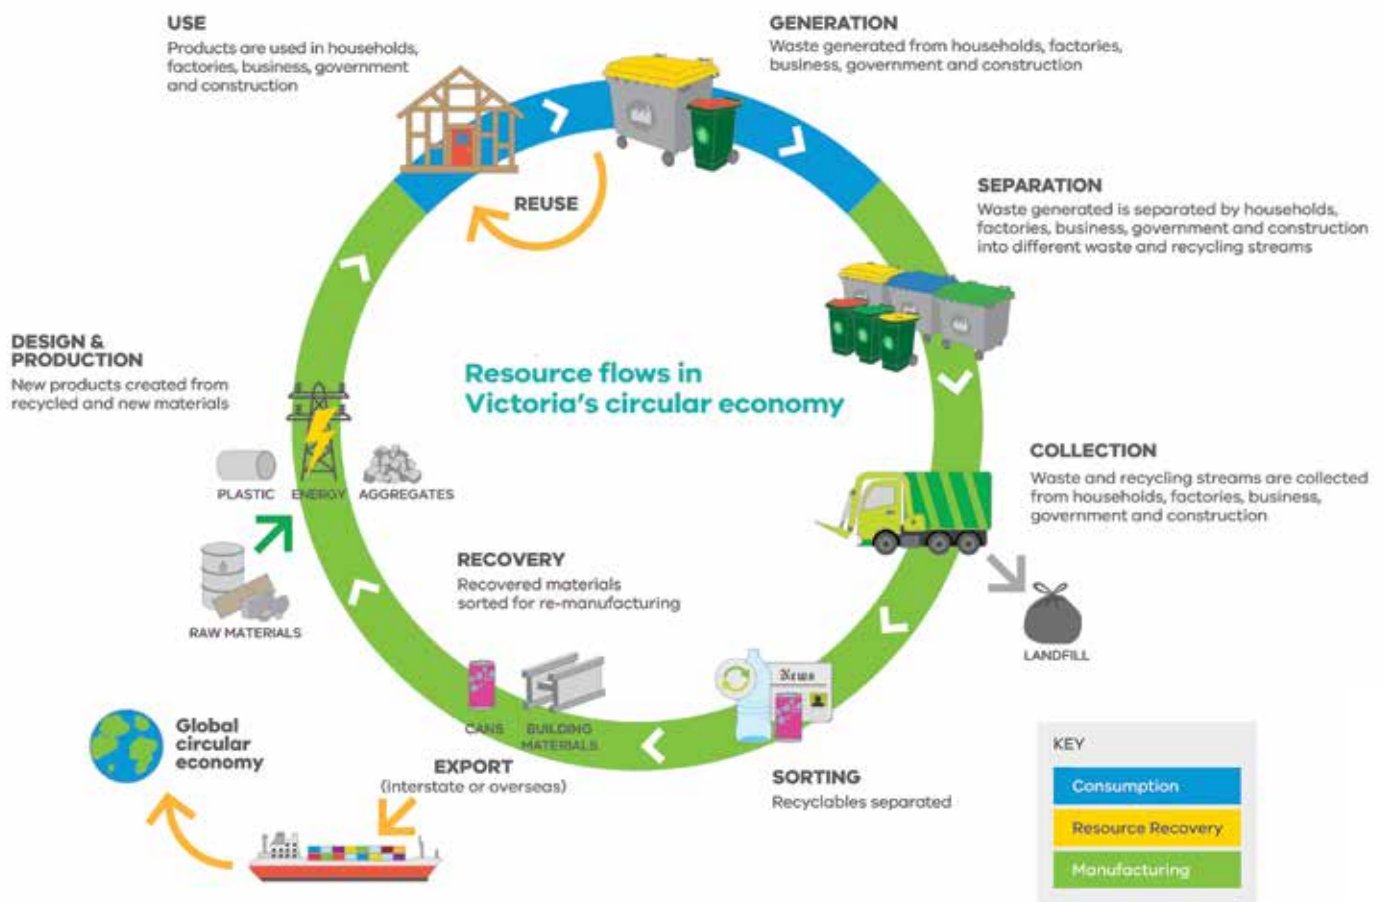 USE
Products are used in households,
factories, business, government
and construction
GENERATION
Waste generated from households, factories,
business, government and construction
REUSE
SEPARATION
Waste generated is separated by households,
factories, business, government and construction
into different waste and recycling streams
DESIGN &
PRODUCTION
New products created from
recycled and new materials
Resource flows in
Victoria's circular economy
PLASTIC
ENERGY
AGGREGATES
COLLECTION
Waste and recycling streams are collected
from households, factories, business,
government and construction
RAW MATERIALS
RECOVERY
Recovered materials
sorted for re-manufacturing
LANDFILL
News
CANS
BUILDING
MATERIALS
Global
circular
economy
EXPORT
(interstate or overseas)
SORTING
Recyclables separated
KEY
Consumption
Resource Recovery
Manufacturing